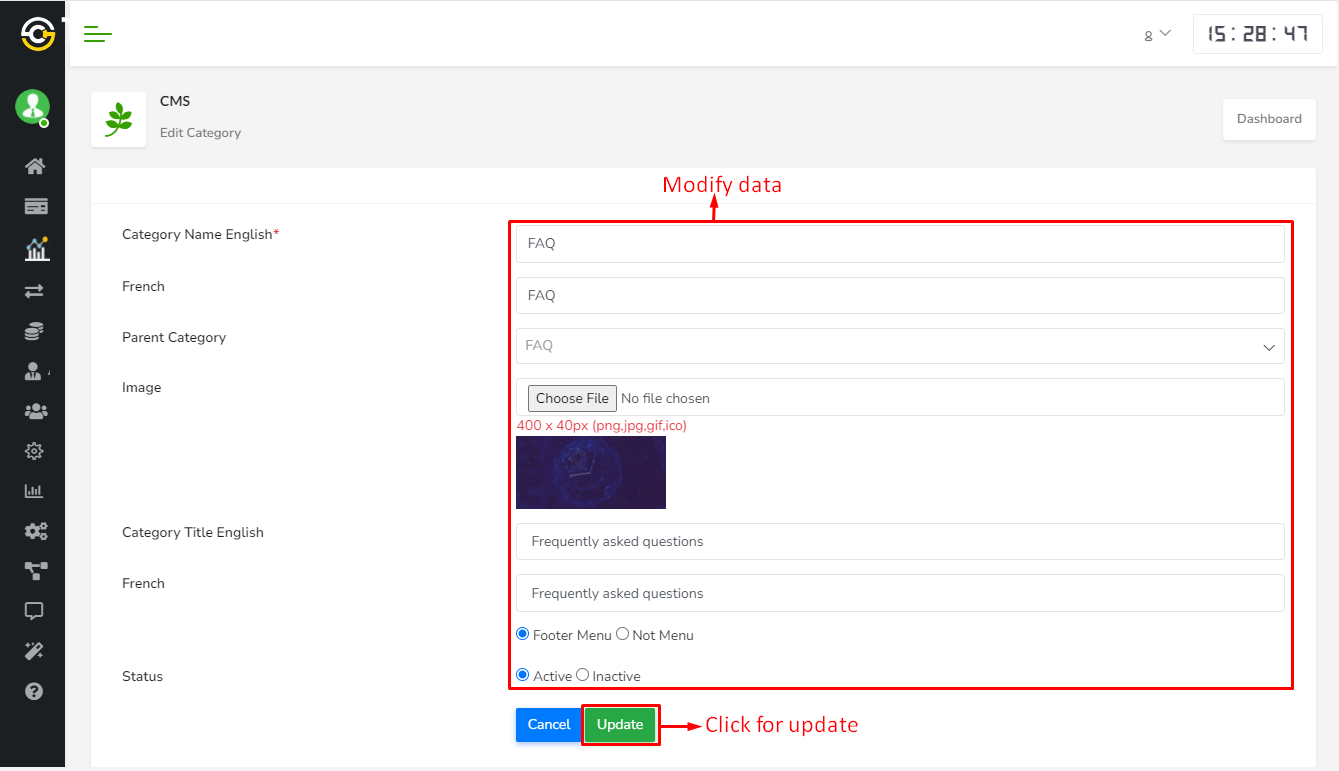 15:28:47
CMS
Edit Category
Dashboard
Modify data
Category Name English*
FAQ
French
FAQ
Parent Category
FAQ
Image
Choose File No file chosen
400 x 40px (png,jpg,gif,ico)
Category Title English
Frequently asked questions
French
Frequently asked questions
Footer Menu Not Menu
Status
Active Inactive
Cancel Update
Click for update